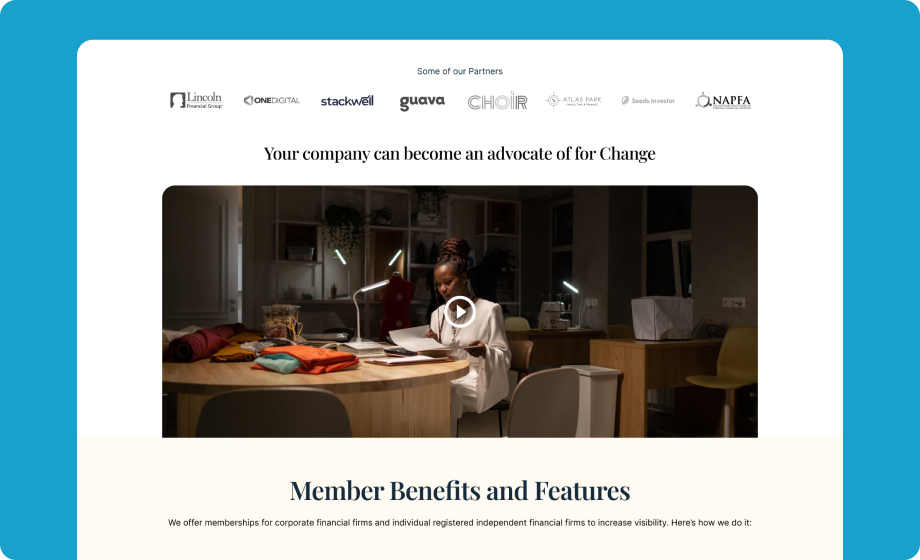 Some of our Partners
Lincoln
Financial Group®
ONEDIGITAL
stackwell
guava
CHOIR
ATLAS PARK
CONSULTING & FINANCE
Seeds Investor
NAPFA
Your company can become an advocate of for Change
Member Benefits and Features
We offer memberships for corporate financial firms and individual registered independent financial firms to increase visibility. Here's how we do it: